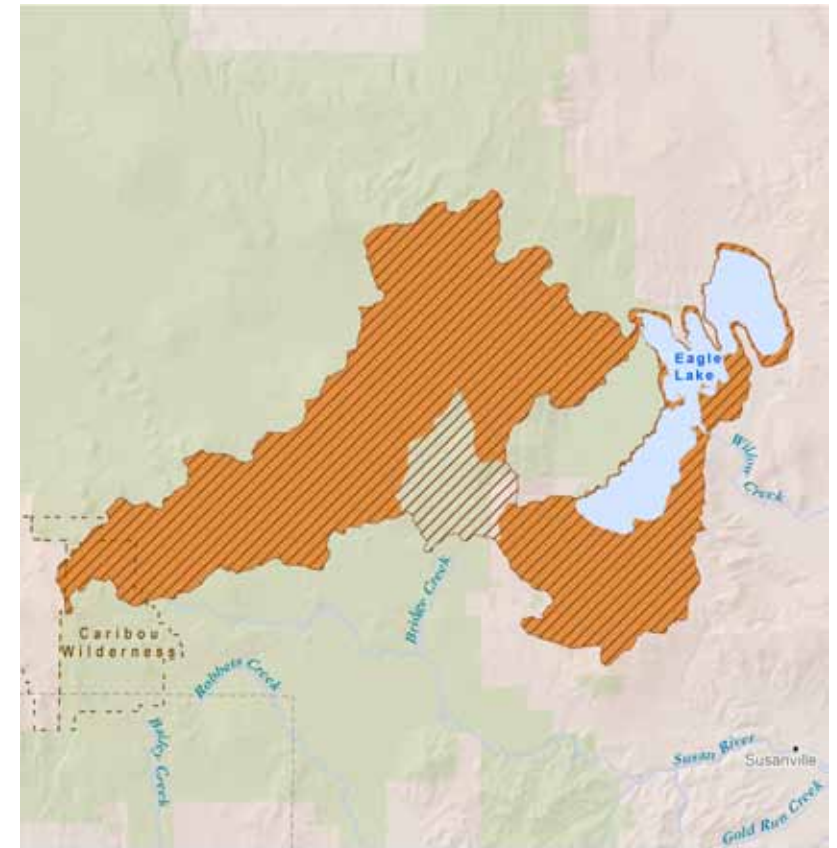 Eagle
Lake
Willow
Creek
Bridge Creek
Caribou
Wilderness
Robbers Creek
Bailey Creek
Susan River
Susanville
Gold Run Creek